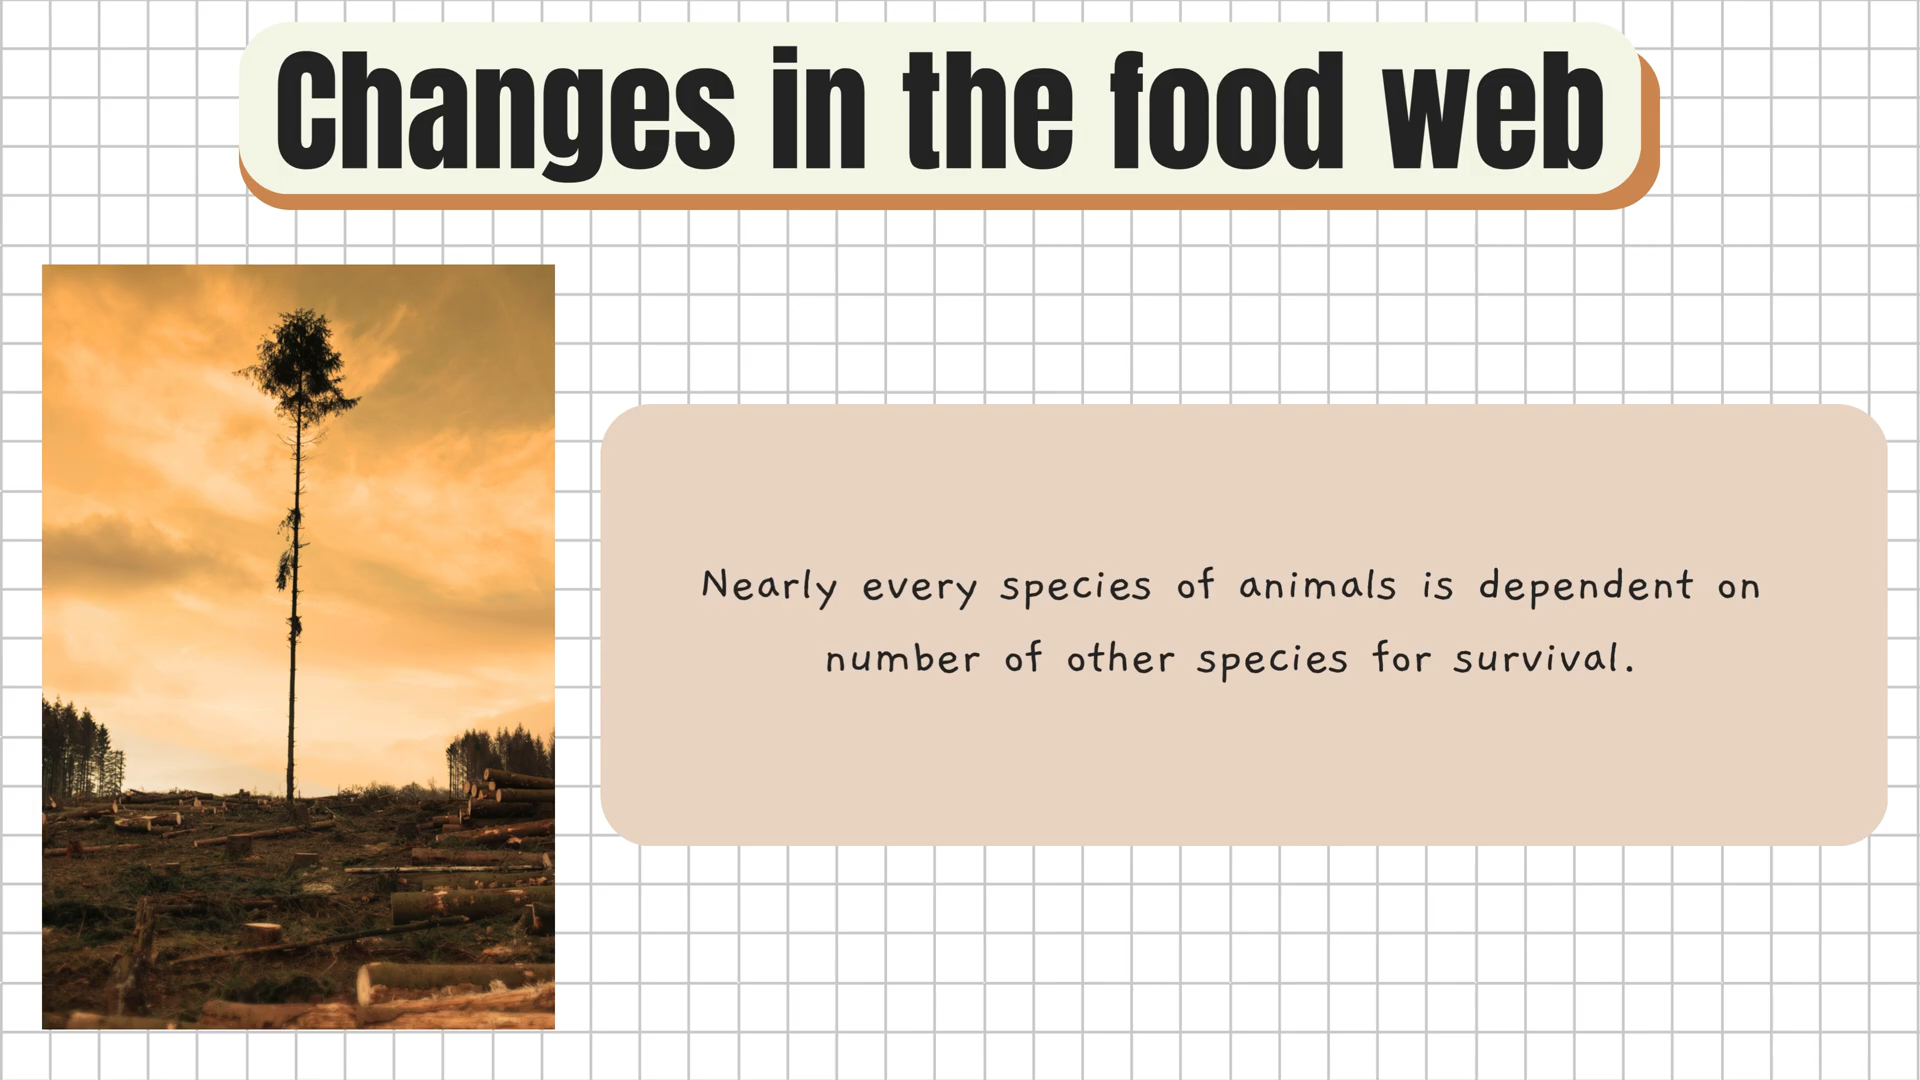 Changes in the food web
Nearly every species of animals is dependent on
number of other species for survival.